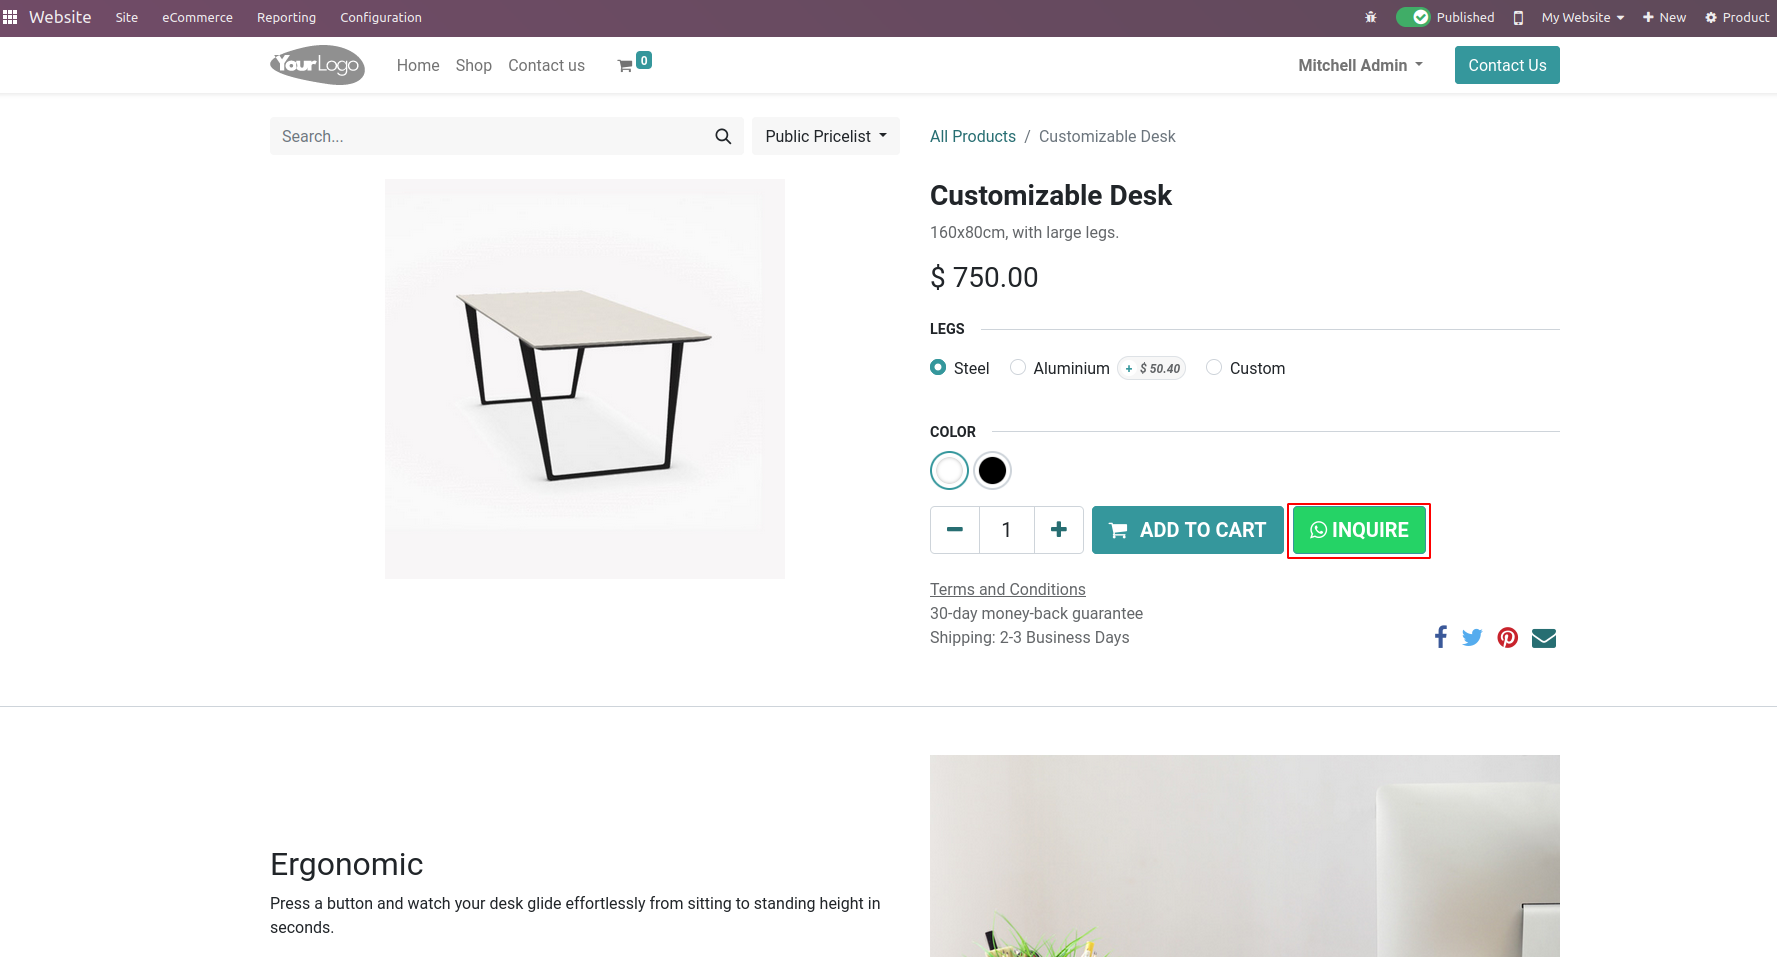 Website Site eCommerce Reporting Configuration Published My Website New Product
YourLogo Home Shop Contact us 0 Mitchell Admin Contact Us
Search... Public Pricelist All Products / Customizable Desk
Customizable Desk
160x80cm, with large legs.
$ 750.00
LEGS
Steel Aluminium + $ 50.40 Custom
COLOR
1 ADD TO CART INQUIRE
Terms and Conditions
30-day money-back guarantee
Shipping: 2-3 Business Days
Ergonomic
Press a button and watch your desk glide effortlessly from sitting to standing height in
seconds.